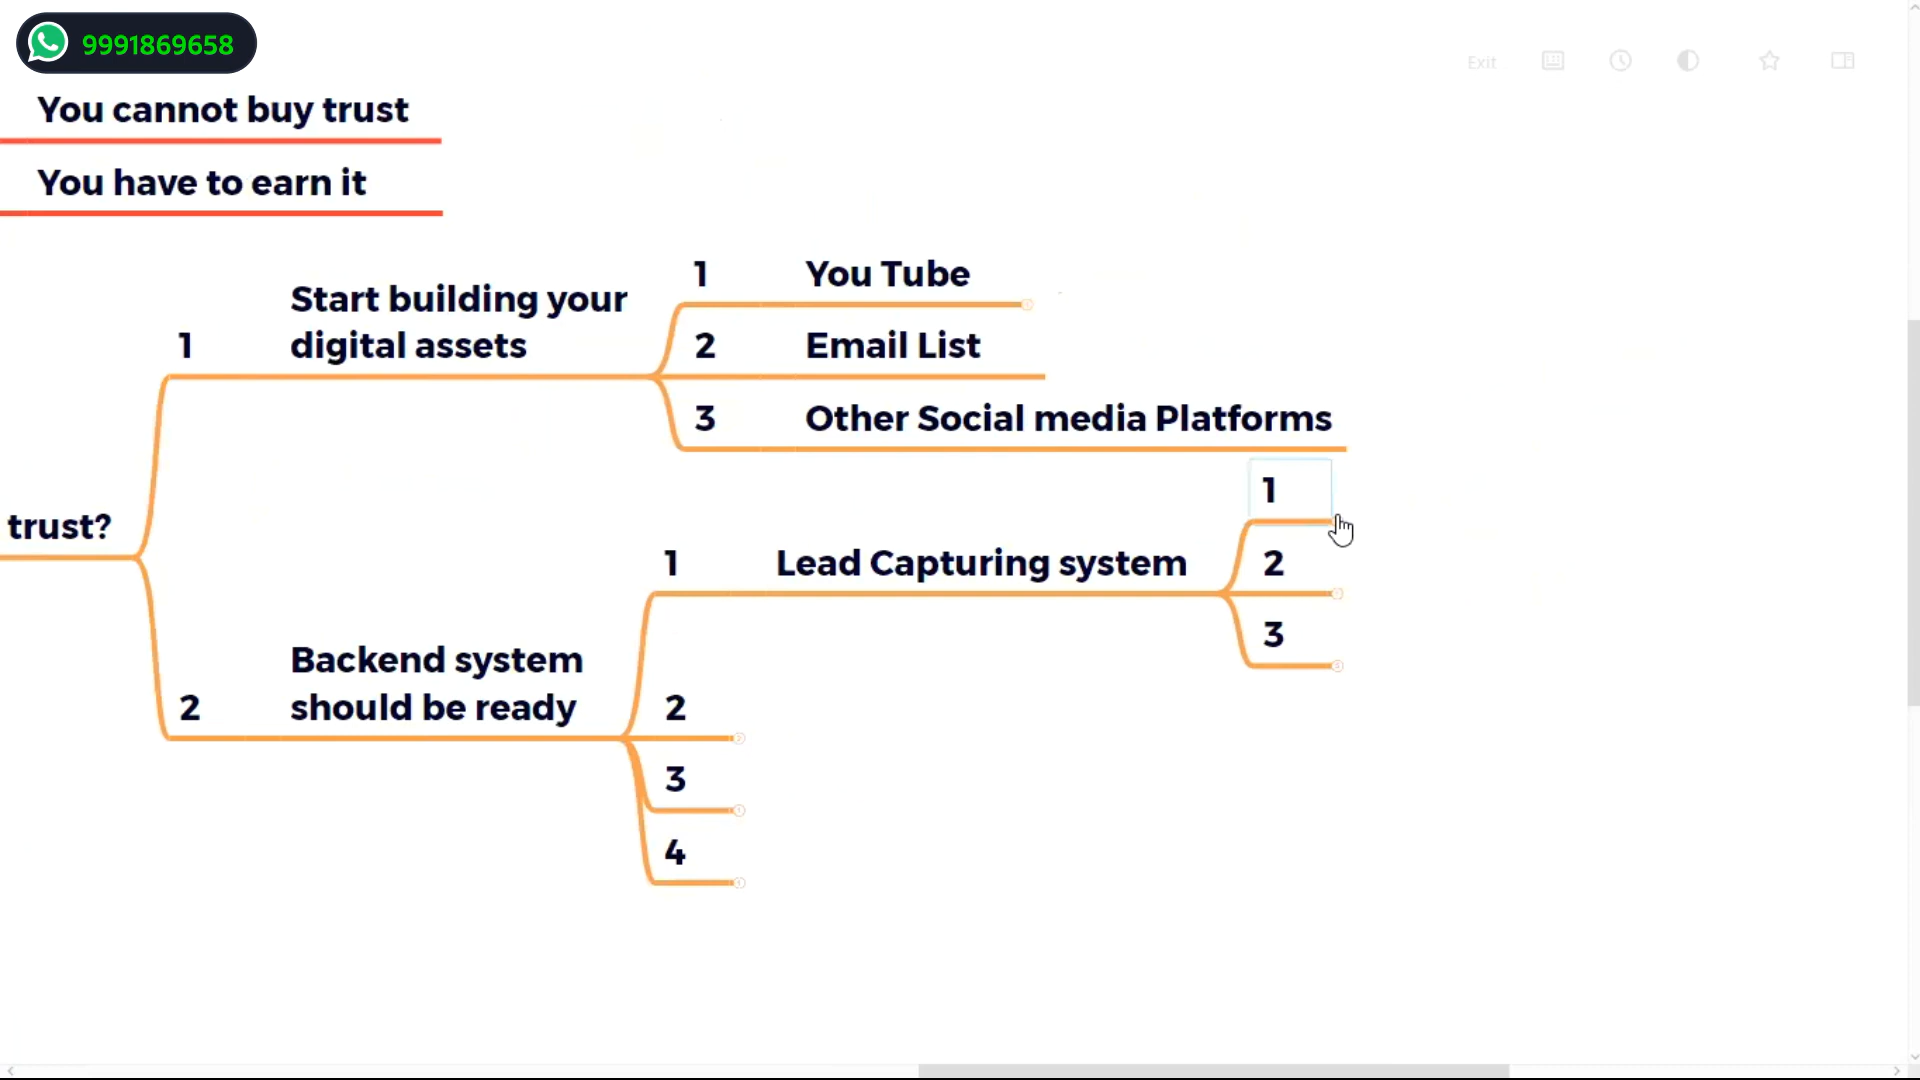 9991869658
Exit
You cannot buy trust
You have to earn it
1 You Tube
Start building your
1 digital assets
2 Email List
3 Other Social media Platforms
1
trust?
1 Lead Capturing system
2
3
Backend system
2 should be ready
2
3
4